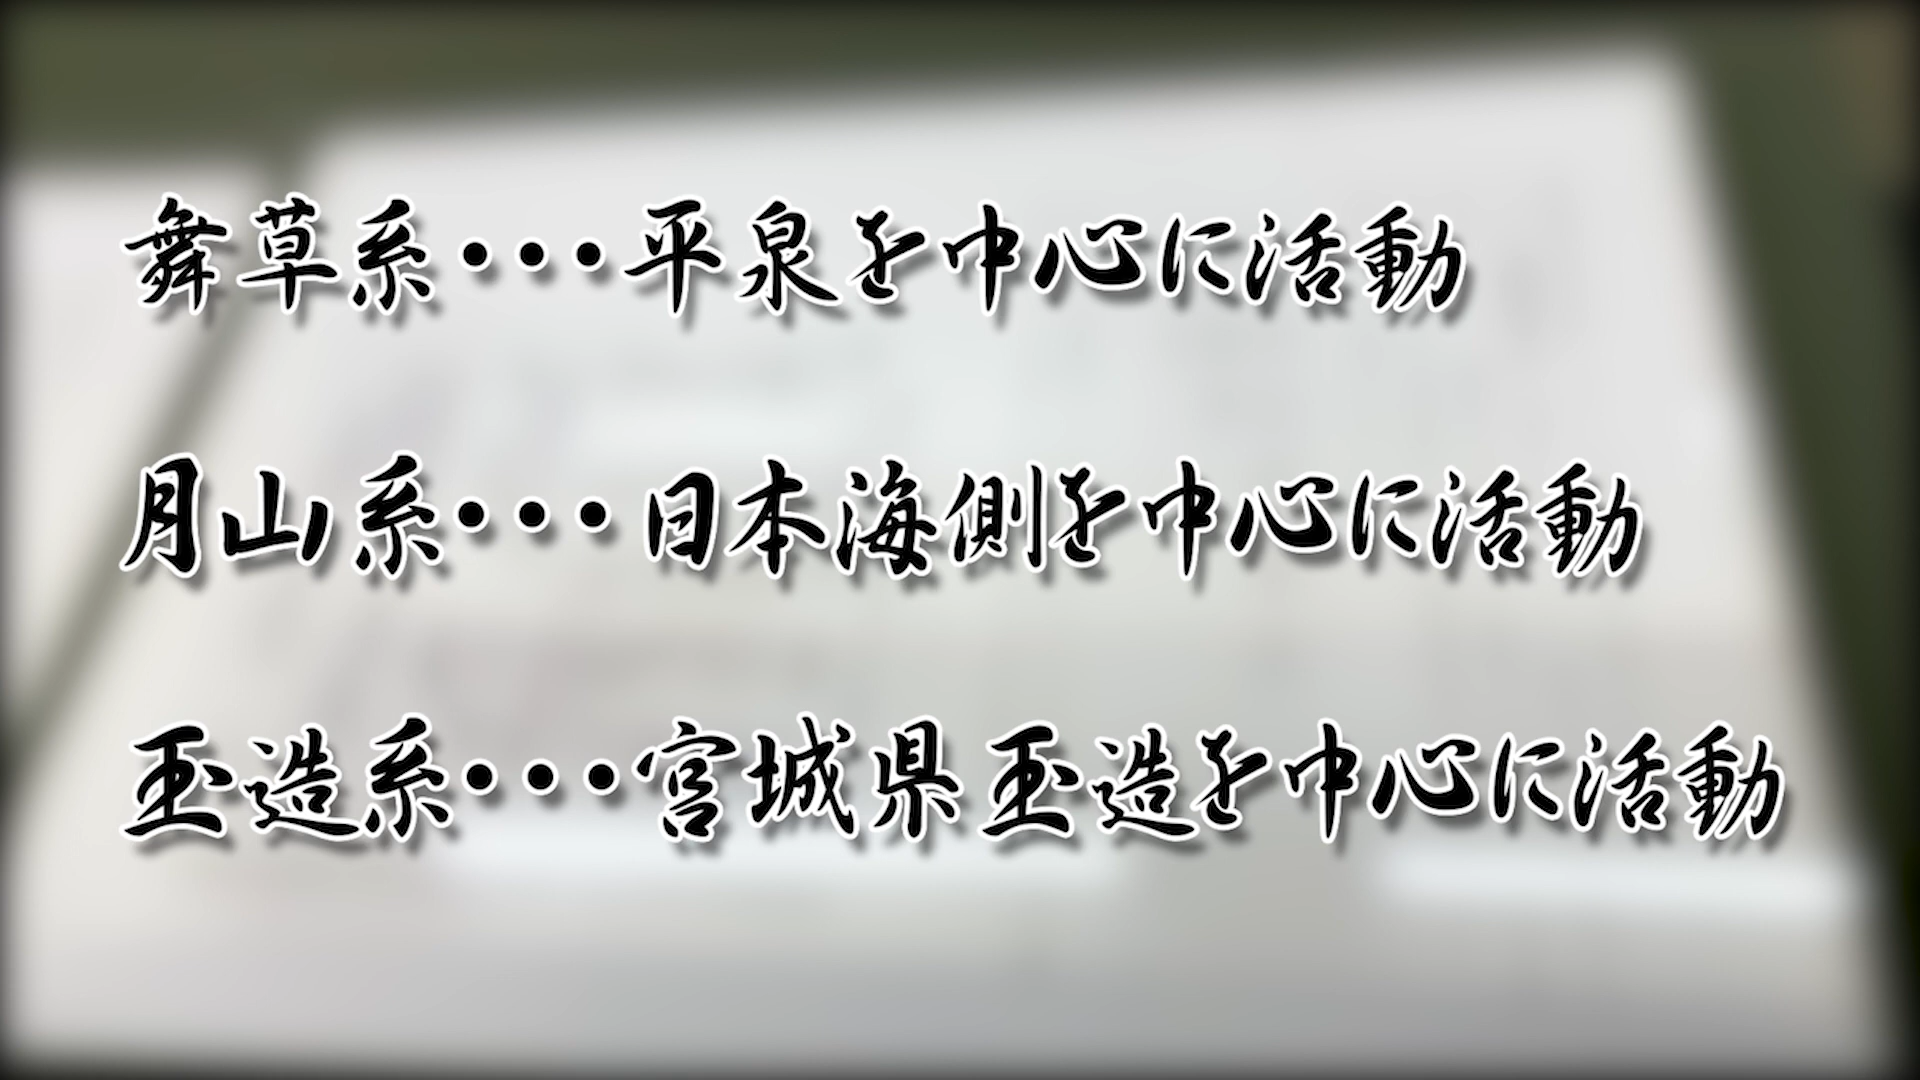 舞草系・・・平泉を中心に活動
月山系・・・日本海側を中心に活動
玉造系・・・宮城県玉造を中心に活動